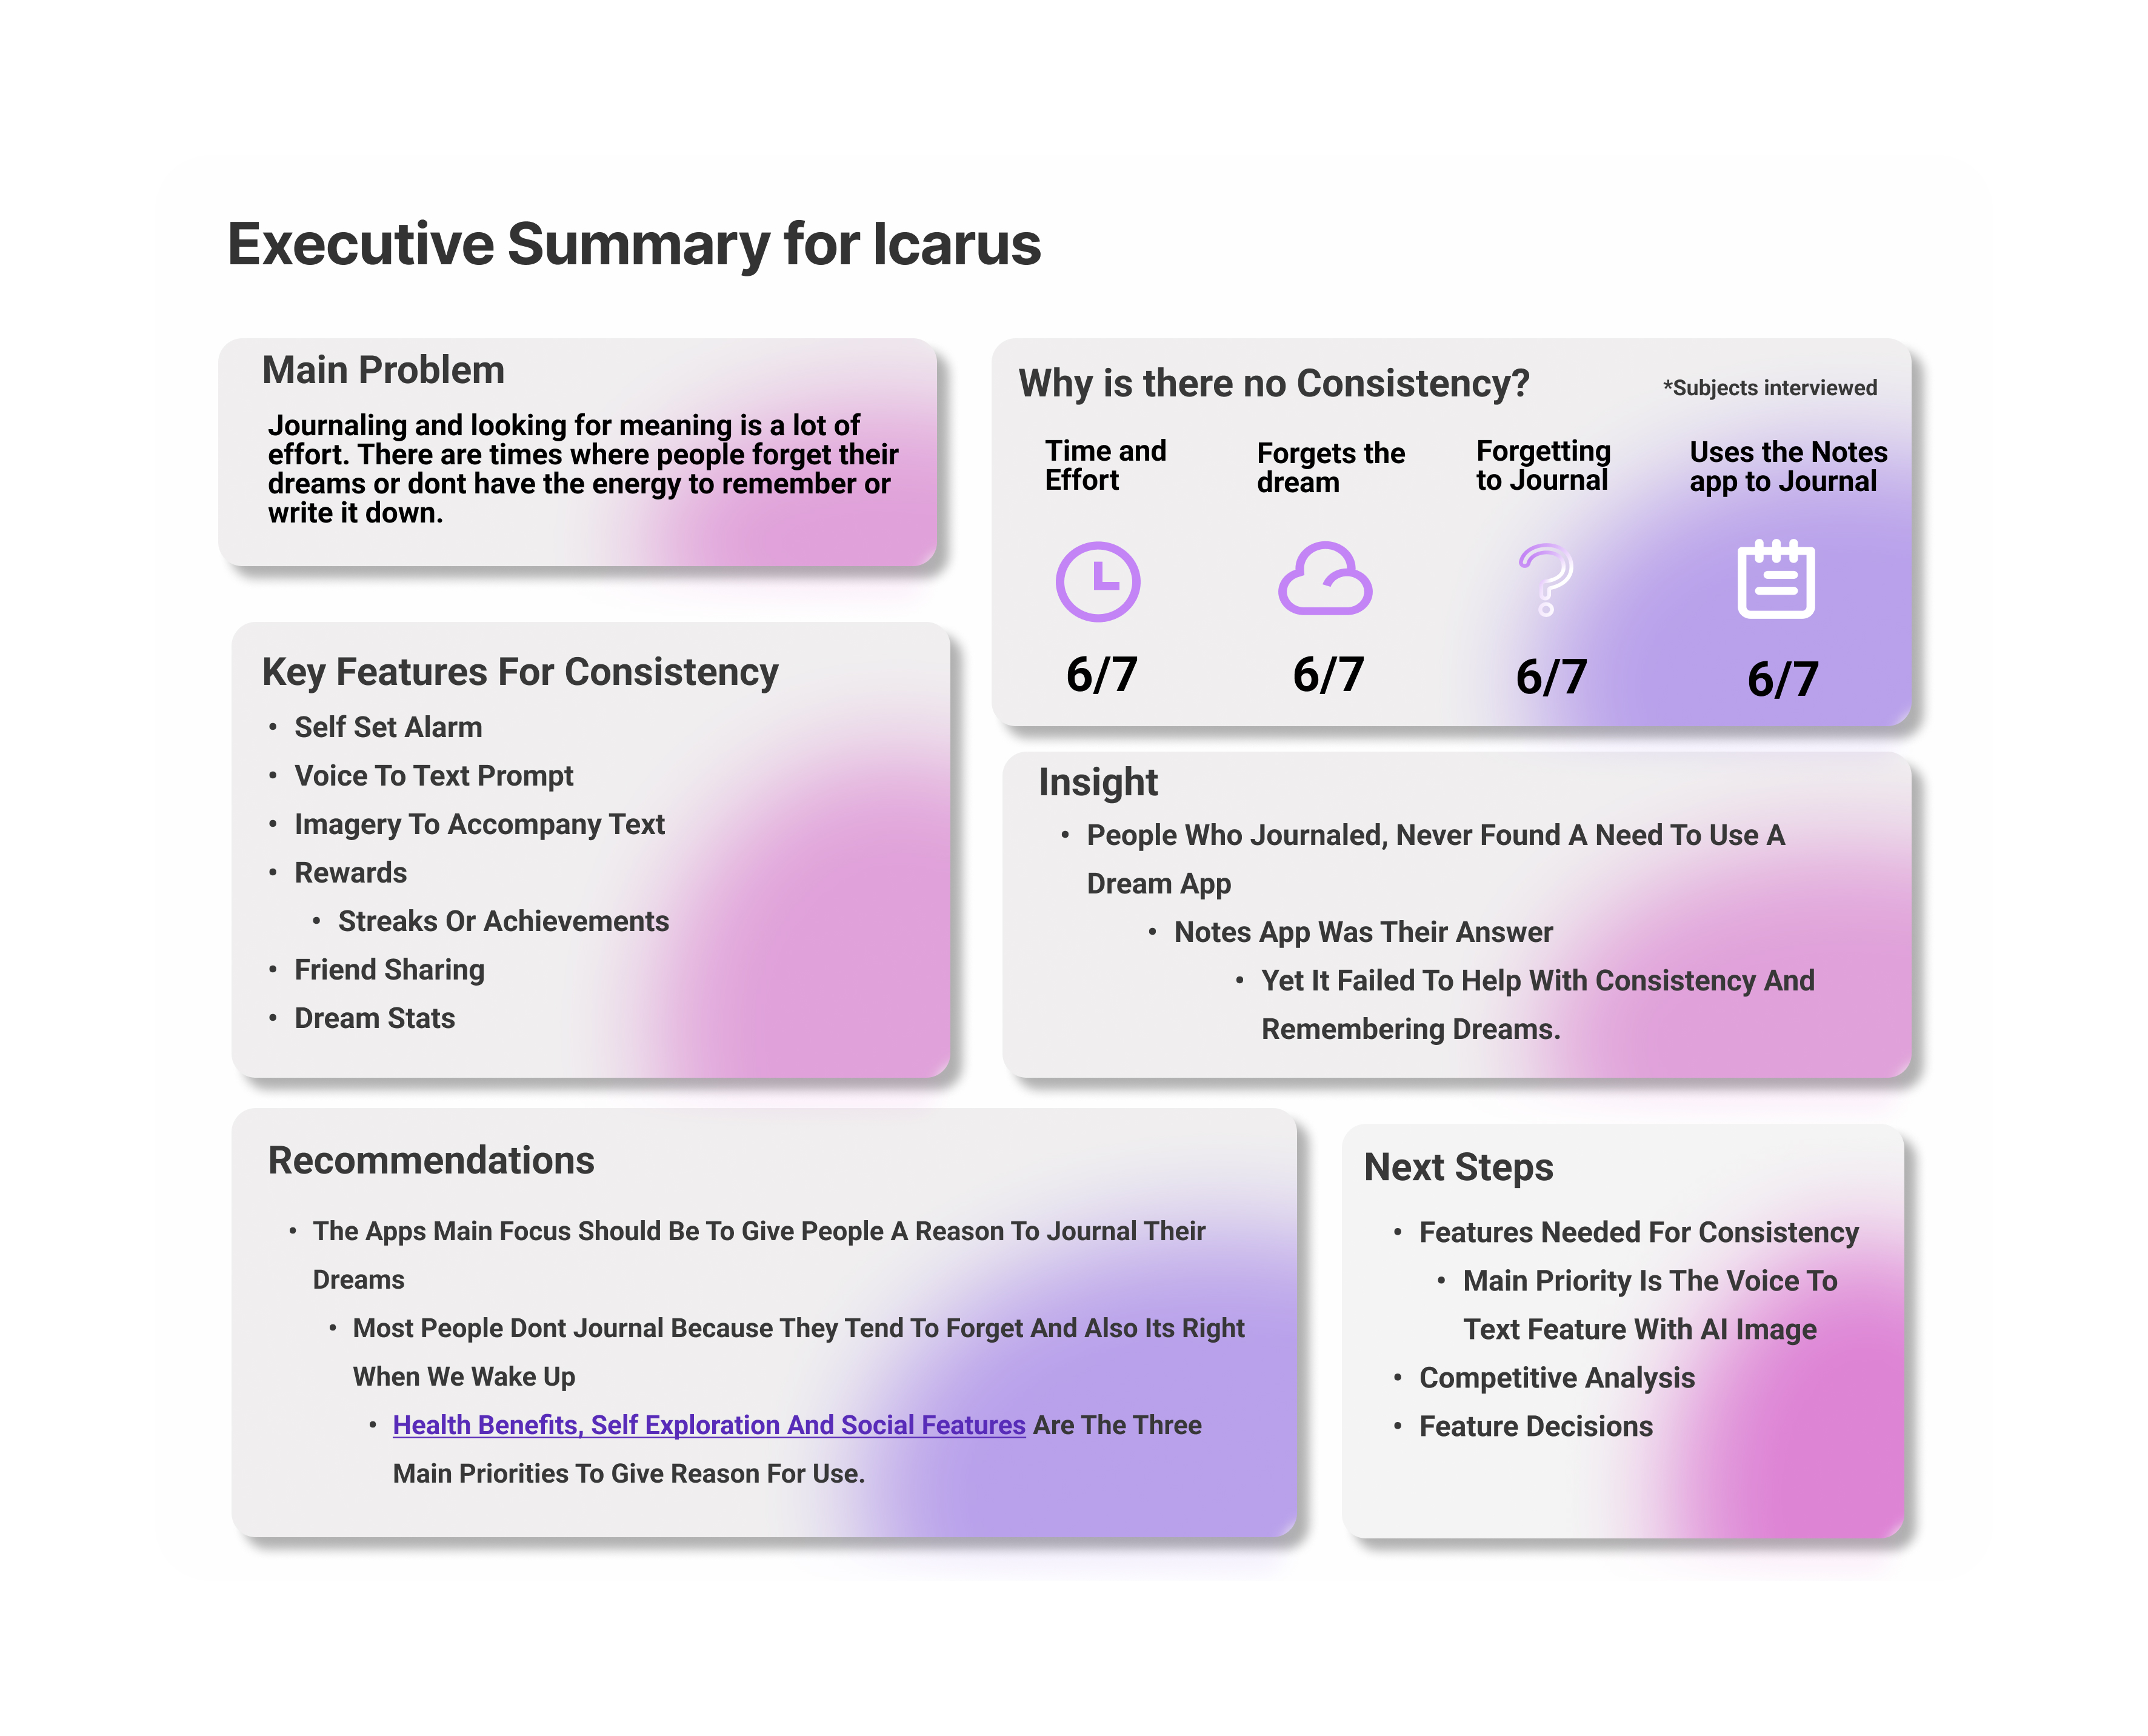 Executive Summary for Icarus
Main Problem
Journaling and looking for meaning is a lot of
effort. There are times where people forget their
dreams or dont have the energy to remember or
write it down.
Why is there no Consistency?
*Subjects interviewed
Time and
Effort
6/7
Forgets the
dream
6/7
Forgetting
to Journal
6/7
Uses the Notes
app to Journal
6/7
Key Features For Consistency
• Self Set Alarm
• Voice To Text Prompt
• Imagery To Accompany Text
• Rewards
• Streaks Or Achievements
• Friend Sharing
• Dream Stats
Insight
• People Who Journaled, Never Found A Need To Use A
Dream App
• Notes App Was Their Answer
• Yet It Failed To Help With Consistency And
Remembering Dreams.
Recommendations
• The Apps Main Focus Should Be To Give People A Reason To Journal Their
Dreams
• Most People Dont Journal Because They Tend To Forget And Also Its Right
When We Wake Up
• Health Benefits, Self Exploration And Social Features Are The Three
Main Priorities To Give Reason For Use.
Next Steps
• Features Needed For Consistency
• Main Priority Is The Voice To
Text Feature With AI Image
• Competitive Analysis
• Feature Decisions